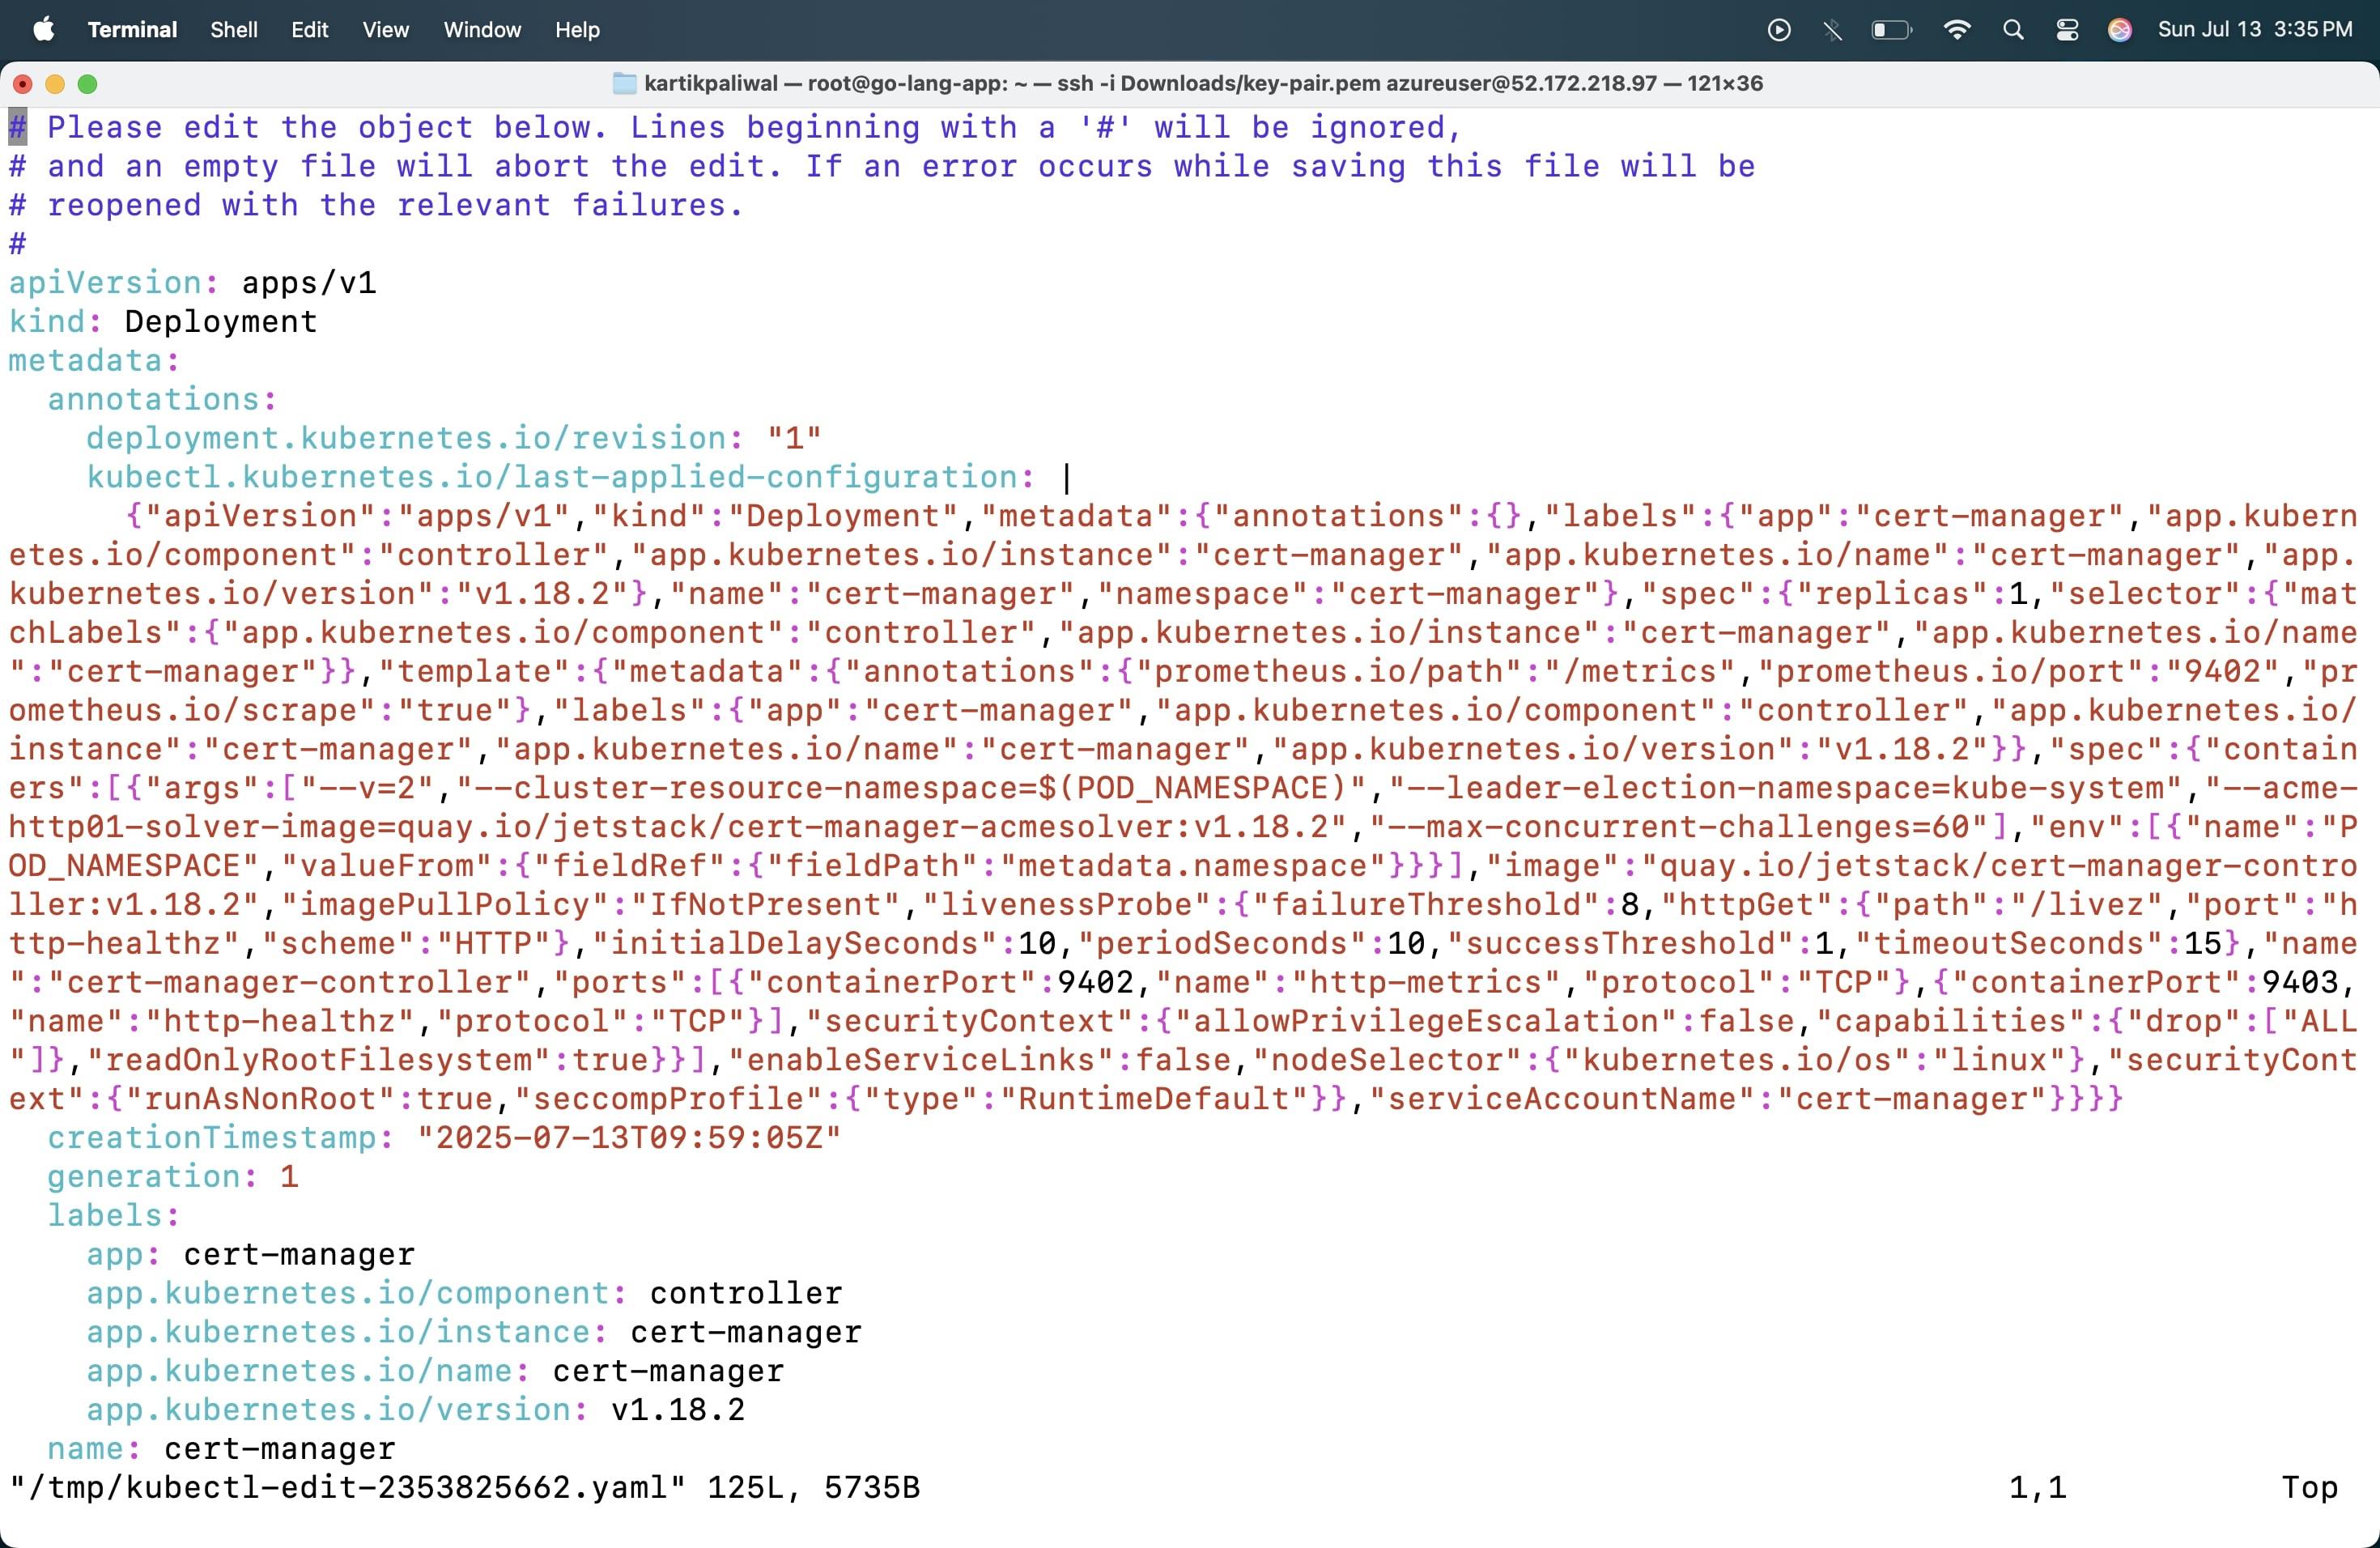 Terminal Shell Edit View Window Help Sun Jul 13 3:35 PM
kartikpaliwal — root@go-lang-app: ~ — ssh -i Downloads/key-pair.pem azureuser@52.172.218.97 — 121×36
# Please edit the object below. Lines beginning with a '#' will be ignored,
# and an empty file will abort the edit. If an error occurs while saving this file will be
# reopened with the relevant failures.
#
apiVersion: apps/v1
kind: Deployment
metadata:
  annotations:
    deployment.kubernetes.io/revision: "1"
    kubectl.kubernetes.io/last-applied-configuration: |
      {"apiVersion":"apps/v1","kind":"Deployment","metadata":{"annotations":{},"labels":{"app":"cert-manager","app.kubern
etes.io/component":"controller","app.kubernetes.io/instance":"cert-manager","app.kubernetes.io/name":"cert-manager","app.
kubernetes.io/version":"v1.18.2"},"name":"cert-manager","namespace":"cert-manager"},"spec":{"replicas":1,"selector":{"mat
chLabels":{"app.kubernetes.io/component":"controller","app.kubernetes.io/instance":"cert-manager","app.kubernetes.io/name
":"cert-manager"}},"template":{"metadata":{"annotations":{"prometheus.io/path":"/metrics","prometheus.io/port":"9402","pr
ometheus.io/scrape":"true"},"labels":{"app":"cert-manager","app.kubernetes.io/component":"controller","app.kubernetes.io/
instance":"cert-manager","app.kubernetes.io/name":"cert-manager","app.kubernetes.io/version":"v1.18.2"}},"spec":{"contain
ers":[{"args":["--v=2","--cluster-resource-namespace=$(POD_NAMESPACE)","--leader-election-namespace=kube-system","--acme-
http01-solver-image=quay.io/jetstack/cert-manager-acmesolver:v1.18.2","--max-concurrent-challenges=60"],"env":[{"name":"P
OD_NAMESPACE","valueFrom":{"fieldRef":{"fieldPath":"metadata.namespace"}}}],"image":"quay.io/jetstack/cert-manager-contro
ller:v1.18.2","imagePullPolicy":"IfNotPresent","livenessProbe":{"failureThreshold":8,"httpGet":{"path":"/livez","port":"h
ttp-healthz","scheme":"HTTP"},"initialDelaySeconds":10,"periodSeconds":10,"successThreshold":1,"timeoutSeconds":15},"name
":"cert-manager-controller","ports":[{"containerPort":9402,"name":"http-metrics","protocol":"TCP"},{"containerPort":9403,
"name":"http-healthz","protocol":"TCP"}],"securityContext":{"allowPrivilegeEscalation":false,"capabilities":{"drop":["ALL
"]},"readOnlyRootFilesystem":true}}],"enableServiceLinks":false,"nodeSelector":{"kubernetes.io/os":"linux"},"securityCont
ext":{"runAsNonRoot":true,"seccompProfile":{"type":"RuntimeDefault"}},"serviceAccountName":"cert-manager"}}}}
  creationTimestamp: "2025-07-13T09:59:05Z"
  generation: 1
  labels:
    app: cert-manager
    app.kubernetes.io/component: controller
    app.kubernetes.io/instance: cert-manager
    app.kubernetes.io/name: cert-manager
    app.kubernetes.io/version: v1.18.2
  name: cert-manager
"/tmp/kubectl-edit-2353825662.yaml" 125L, 5735B 1,1 Top